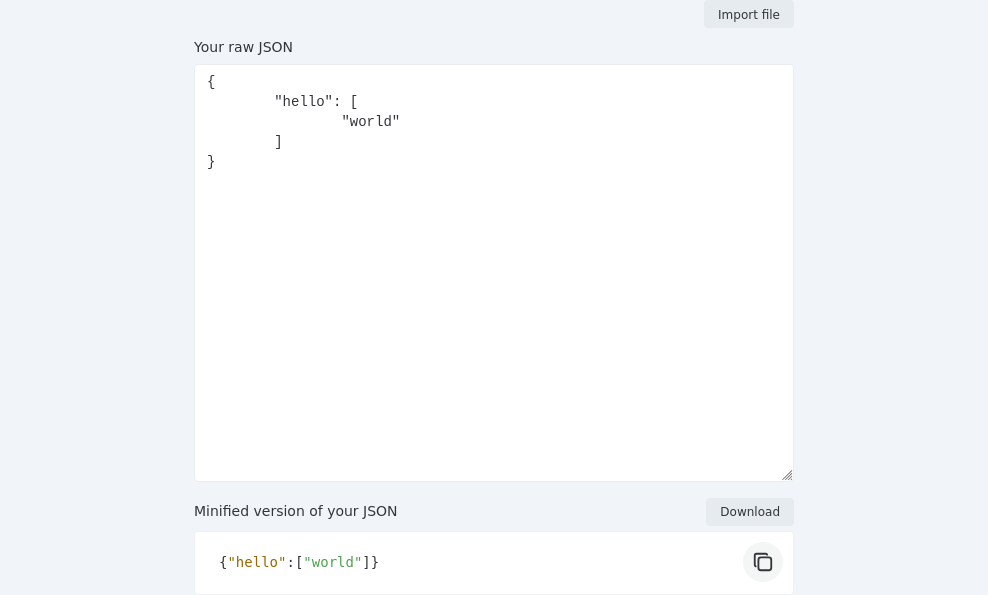 Import file
Your raw JSON
{
	"hello": [
		"world"
	]
}
Minified version of your JSON
Download
{"hello":["world"]}